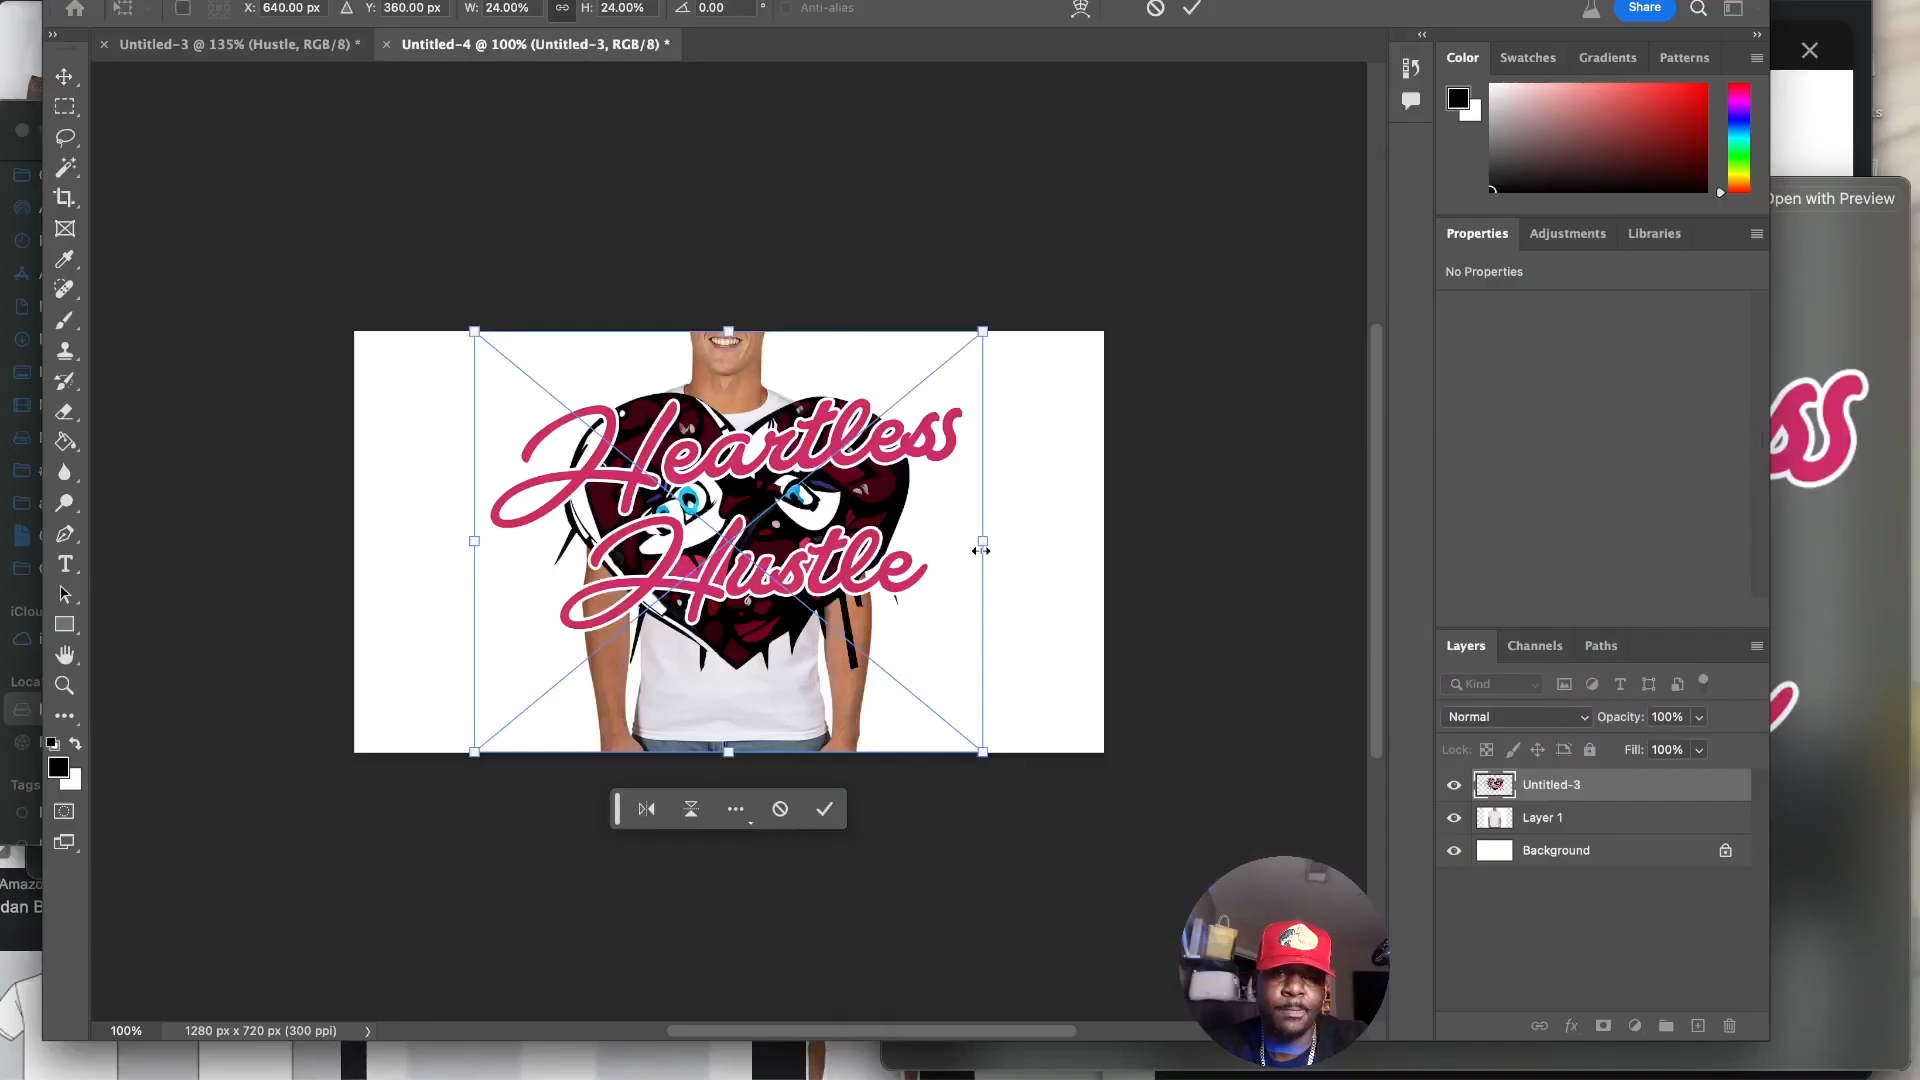 X: 640.00 px Y: 360.00 px W: 24.00% H: 24.00% 0.00 ° Anti-alias Share
Untitled-3 @ 135% (Hustle, RGB/8) * Untitled-4 @ 100% (Untitled-3, RGB/8) *
Color Swatches Gradients Patterns
Open with Preview
Properties Adjustments Libraries
No Properties
Heartless
Hustle
ss
iClou
Loca
Tags
Layers Channels Paths
Kind
Normal Opacity: 100%
Lock: Fill: 100%
Untitled-3
Layer 1
Background
Amazo
dan B
100% 1280 px x 720 px (300 ppi)